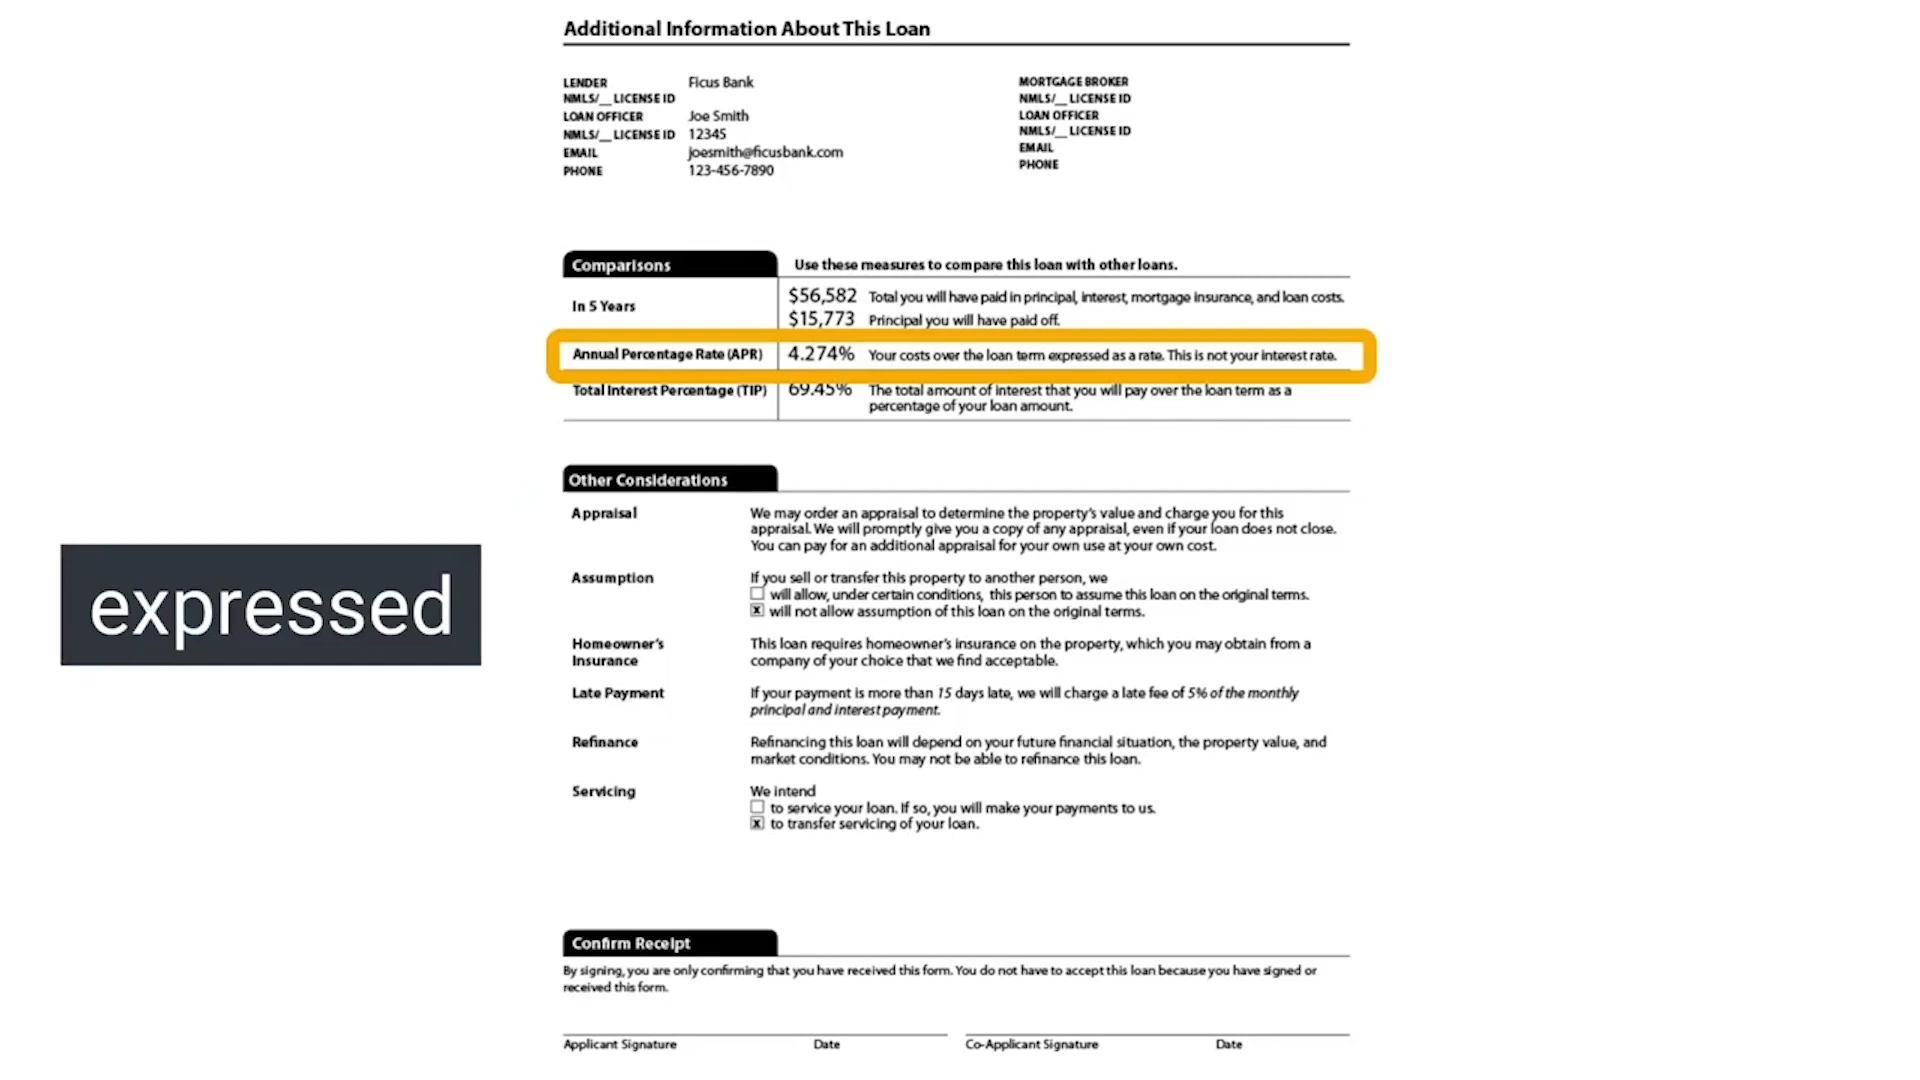 Additional Information About This Loan
LENDER Ficus Bank
NMLS/__ LICENSE ID
LOAN OFFICER Joe Smith
NMLS/__ LICENSE ID 12345
EMAIL joesmith@ficusbank.com
PHONE 123-456-7890
MORTGAGE BROKER
NMLS/__ LICENSE ID
LOAN OFFICER
NMLS/__ LICENSE ID
EMAIL
PHONE
Comparisons Use these measures to compare this loan with other loans.
In 5 Years
$56,582 Total you will have paid in principal, interest, mortgage insurance, and loan costs.
$15,773 Principal you will have paid off.
Annual Percentage Rate (APR) 4.274% Your costs over the loan term expressed as a rate. This is not your interest rate.
Total Interest Percentage (TIP) 69.45% The total amount of interest that you will pay over the loan term as a
percentage of your loan amount.
Other Considerations
Appraisal We may order an appraisal to determine the property's value and charge you for this
appraisal. We will promptly give you a copy of any appraisal, even if your loan does not close.
You can pay for an additional appraisal for your own use at your own cost.
Assumption If you sell or transfer this property to another person, we
☐ will allow, under certain conditions, this person to assume this loan on the original terms.
☒ will not allow assumption of this loan on the original terms.
Homeowner's This loan requires homeowner's insurance on the property, which you may obtain from a
Insurance company of your choice that we find acceptable.
Late Payment If your payment is more than 15 days late, we will charge a late fee of 5% of the monthly
principal and interest payment.
Refinance Refinancing this loan will depend on your future financial situation, the property value, and
market conditions. You may not be able to refinance this loan.
Servicing We intend
☐ to service your loan. If so, you will make your payments to us.
☒ to transfer servicing of your loan.
expressed
Confirm Receipt
By signing, you are only confirming that you have received this form. You do not have to accept this loan because you have signed or
received this form.
Applicant Signature Date Co-Applicant Signature Date